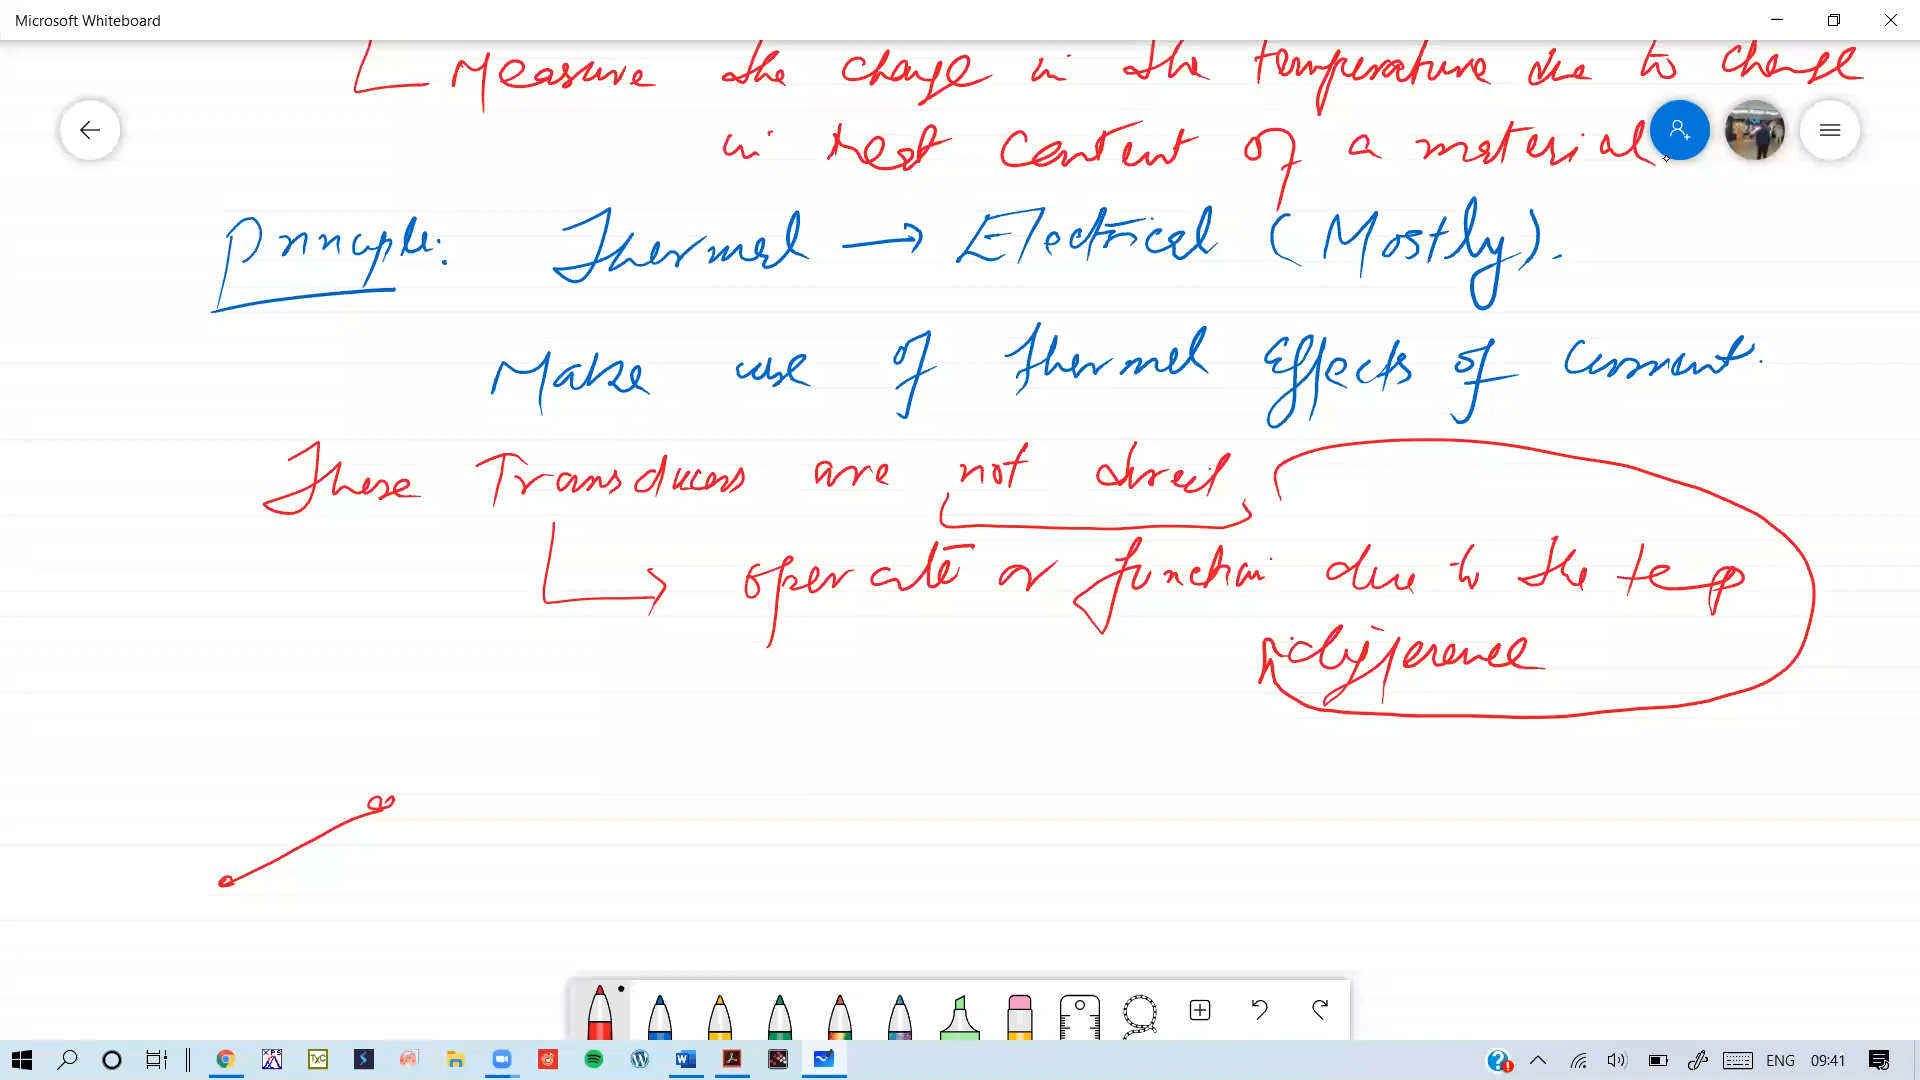 Microsoft Whiteboard
Measure the change in the temperature due to change
in heat content of a material.
Principle: Thermal → Electrical (Mostly).
Make use of thermal effects of current.
These Transducers are not direct
operate or function due to the temp
difference
ENG 09:41